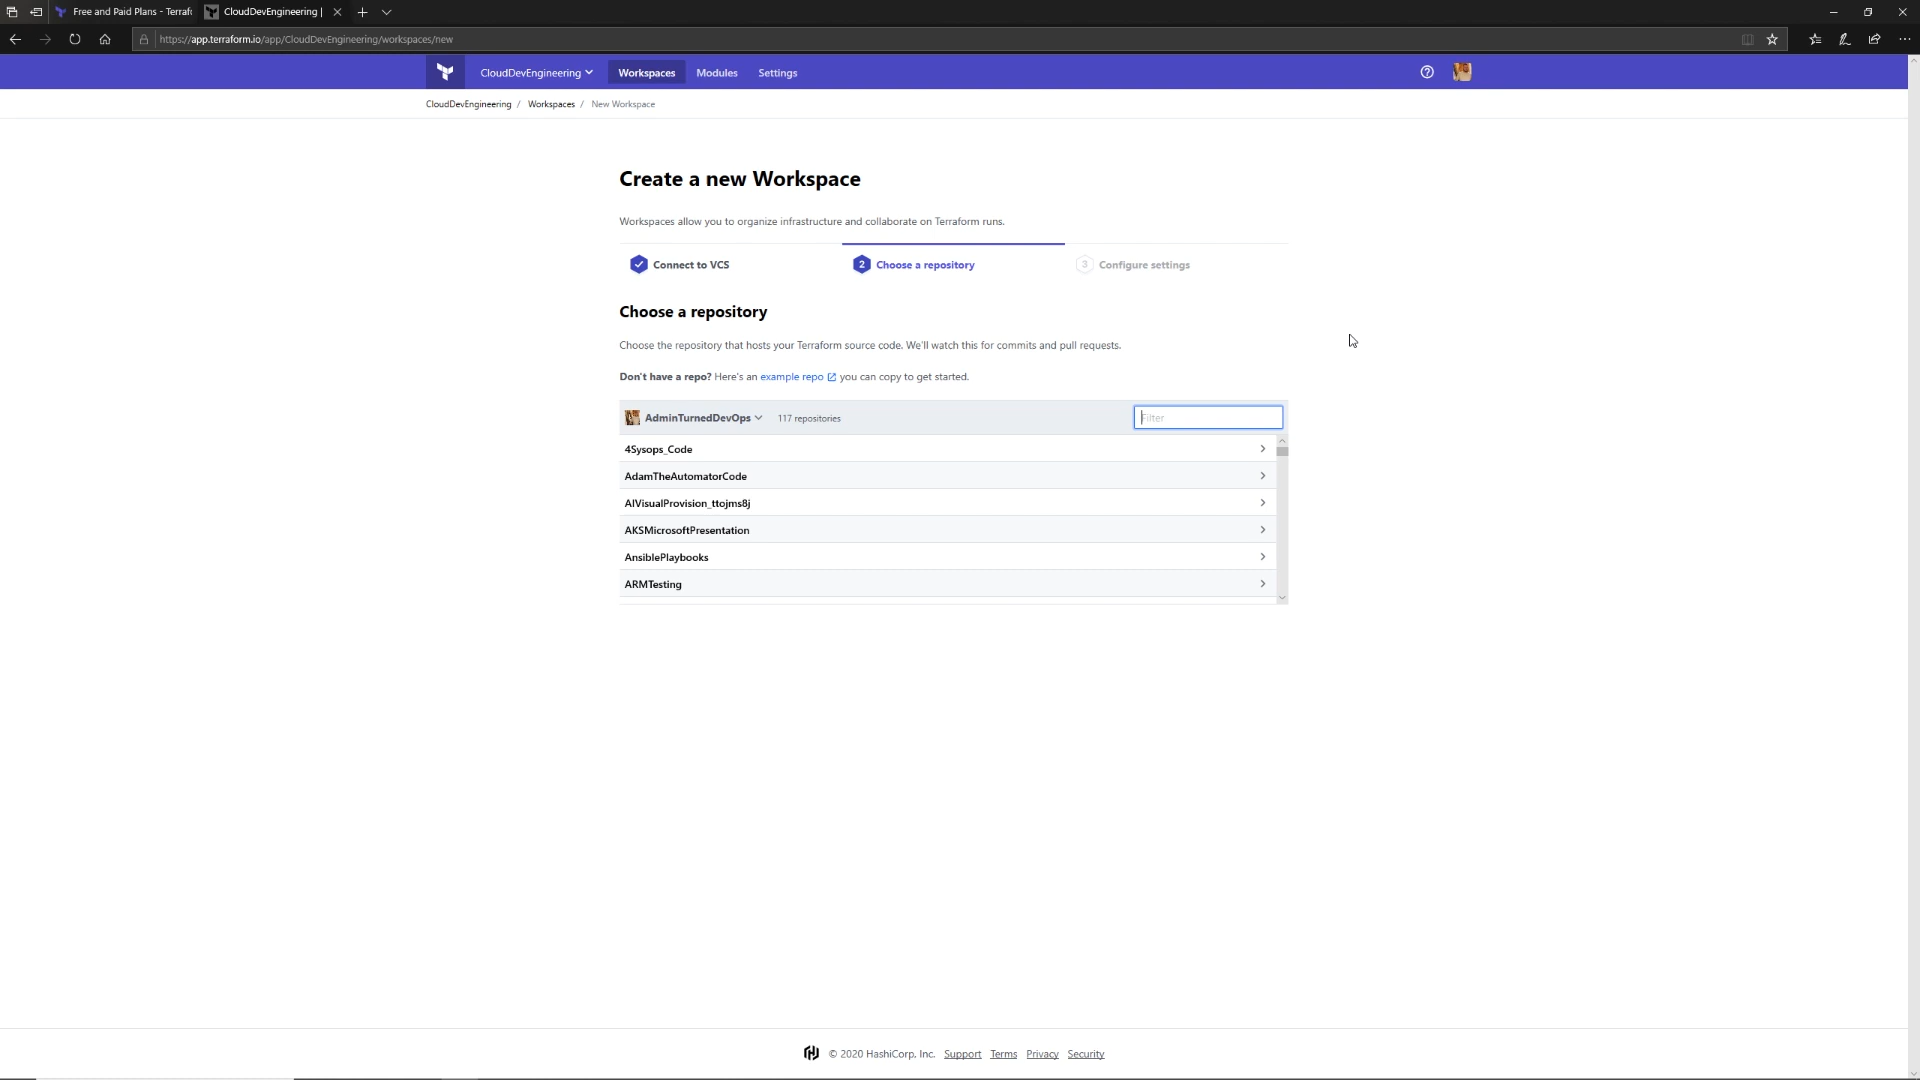 Free and Paid Plans - Terraf
CloudDevEngineering |
https://app.terraform.io/app/CloudDevEngineering/workspaces/new
CloudDevEngineering Workspaces Modules Settings
CloudDevEngineering / Workspaces / New Workspace
Create a new Workspace
Workspaces allow you to organize infrastructure and collaborate on Terraform runs.
Connect to VCS
2 Choose a repository
3 Configure settings
Choose a repository
Choose the repository that hosts your Terraform source code. We'll watch this for commits and pull requests.
Don't have a repo? Here's an example repo you can copy to get started.
AdminTurnedDevOps 117 repositories Filter
4Sysops_Code
AdamTheAutomatorCode
AIVisualProvision_ttojms8j
AKSMicrosoftPresentation
AnsiblePlaybooks
ARMTesting
© 2020 HashiCorp, Inc. Support Terms Privacy Security